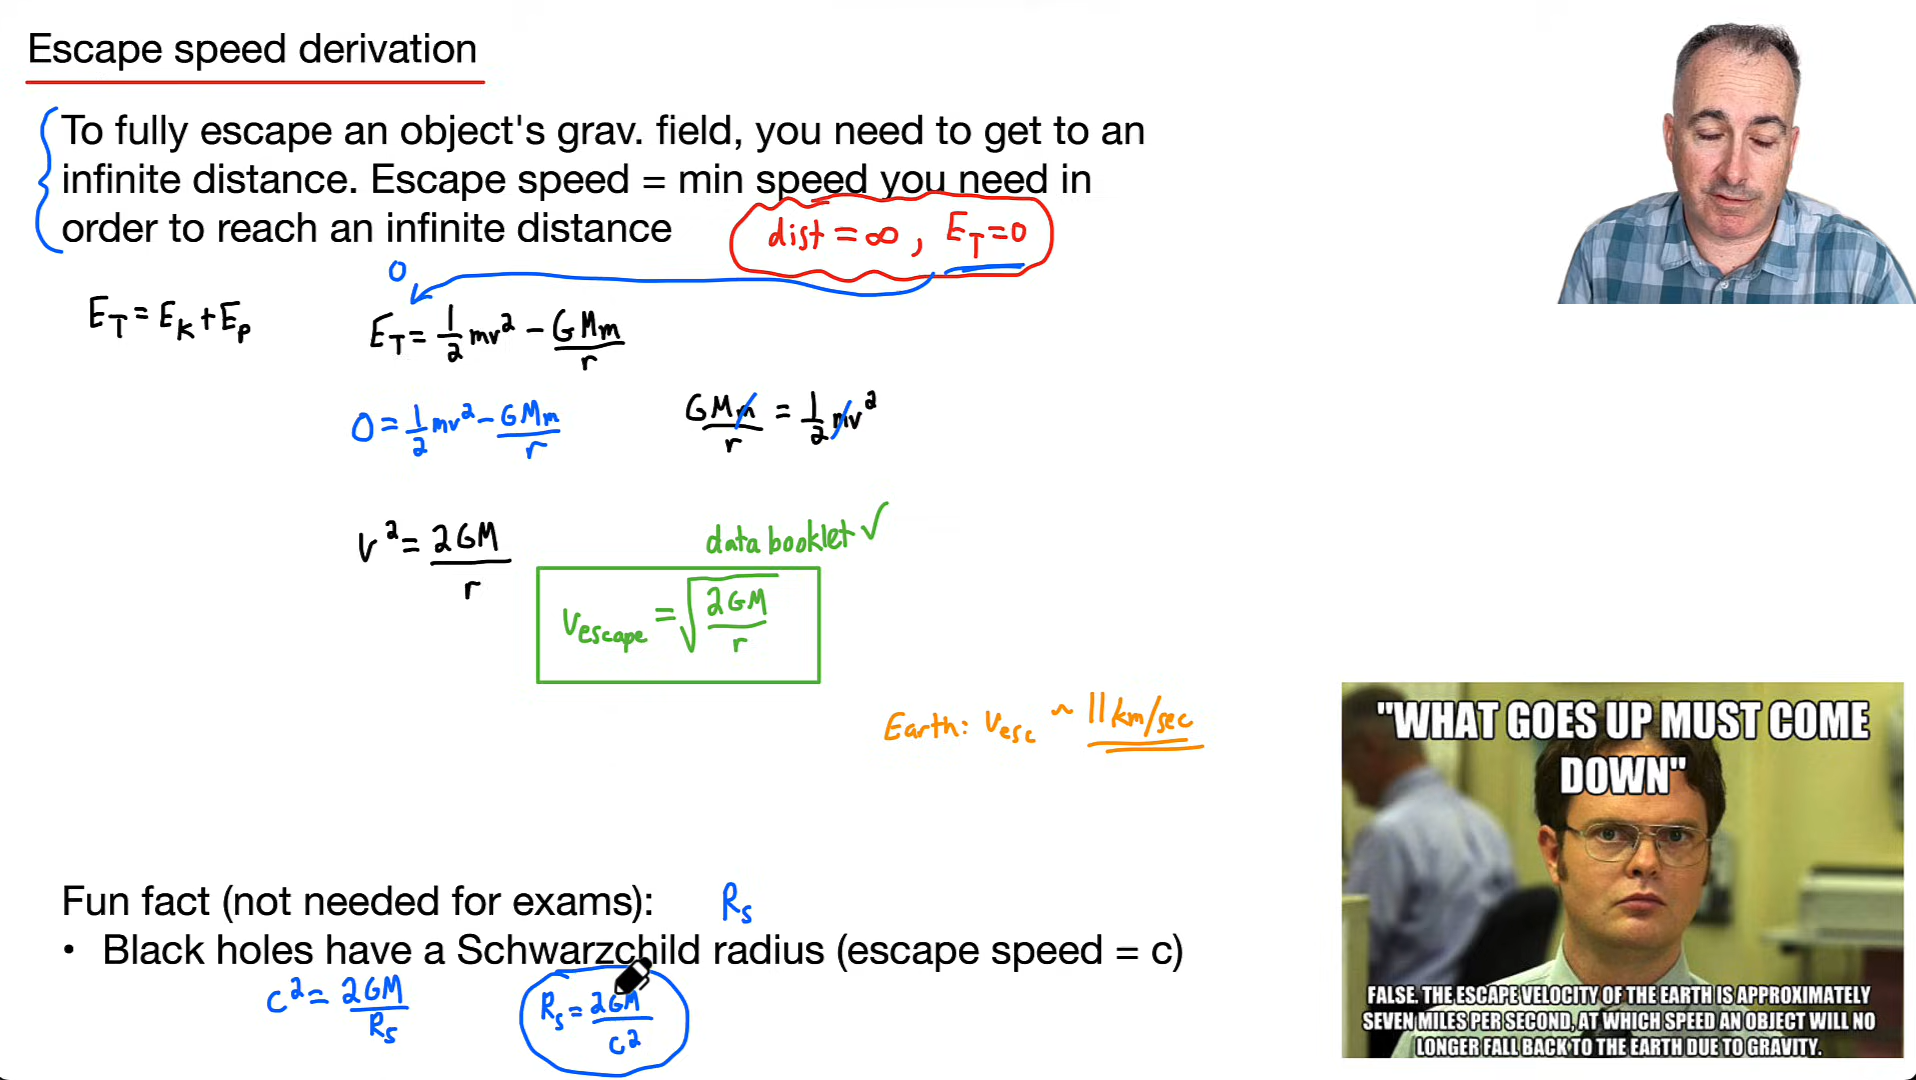 Escape speed derivation
To fully escape an object's grav. field, you need to get to an
infinite distance. Escape speed = min speed you need in
order to reach an infinite distance
dist = ∞, E_T = 0
0
E_T = E_K + E_p
E_T = 1/2 mv² − GMm/r
0 = 1/2 mv² − GMm/r
GMm/r = 1/2 mv²
v² = 2GM/r
data booklet ✓
v_escape = √(2GM/r)
Earth: v_esc ~ 11 km/sec
"WHAT GOES UP MUST COME
DOWN"
FALSE. THE ESCAPE VELOCITY OF THE EARTH IS APPROXIMATELY
SEVEN MILES PER SECOND, AT WHICH SPEED AN OBJECT WILL NO
LONGER FALL BACK TO THE EARTH DUE TO GRAVITY.
Fun fact (not needed for exams): R_s
• Black holes have a Schwarzchild radius (escape speed = c)
c² = 2GM/R_s
R_s = 2GM/c²